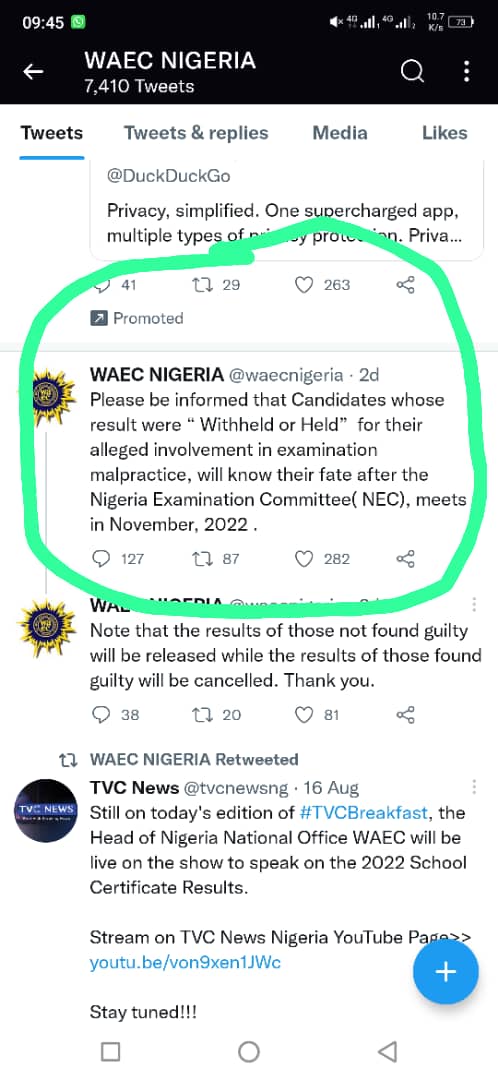 09:45
4G 4G 10.7 K/s 73
WAEC NIGERIA
7,410 Tweets
Tweets Tweets & replies Media Likes
@DuckDuckGo
Privacy, simplified. One supercharged app,
multiple types of privacy protection. Priva...
41 29 263
Promoted
WAEC NIGERIA @waecnigeria · 2d
Please be informed that Candidates whose
result were “ Withheld or Held” for their
alleged involvement in examination
malpractice, will know their fate after the
Nigeria Examination Committee( NEC), meets
in November, 2022 .
127 87 282
WAEC NIGERIA
Note that the results of those not found guilty
will be released while the results of those found
guilty will be cancelled. Thank you.
38 20 81
WAEC NIGERIA Retweeted
TVC NEWS
TVC News @tvcnewsng · 16 Aug
Still on today's edition of #TVCBreakfast, the
Head of Nigeria National Office WAEC will be
live on the show to speak on the 2022 School
Certificate Results.
Stream on TVC News Nigeria YouTube Page>>
youtu.be/von9xen1JWc
Stay tuned!!!